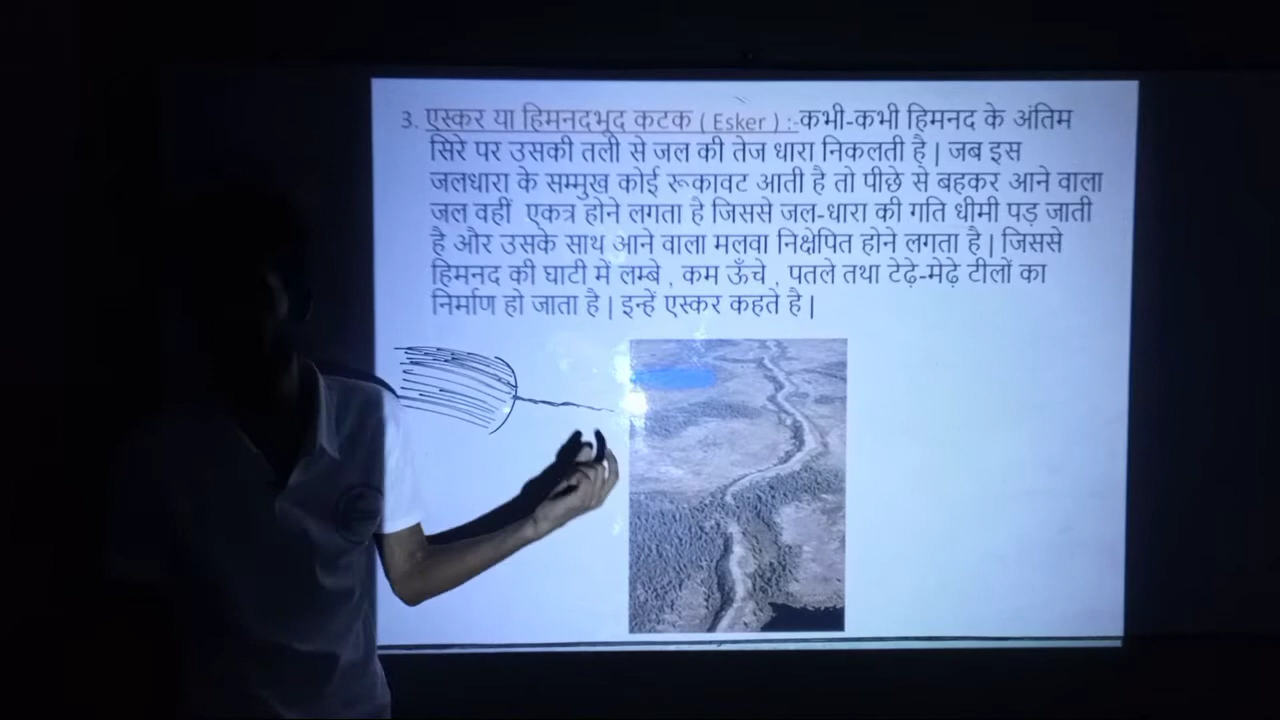 3. एस्कर या हिमनदभृद कटक ( Esker ) :-कभी-कभी हिमनद के अंतिम
सिरे पर उसकी तली से जल की तेज धारा निकलती है | जब इस
जलधारा के सम्मुख कोई रूकावट आती है तो पीछे से बहकर आने वाला
जल वहीं एकत्र होने लगता है जिससे जल-धारा की गति धीमी पड़ जाती
है और उसके साथ आने वाला मलवा निक्षेपित होने लगता है | जिससे
हिमनद की घाटी में लम्बे , कम ऊँचे , पतले तथा टेढ़े-मेढ़े टीलों का
निर्माण हो जाता है | इन्हें एस्कर कहते है |